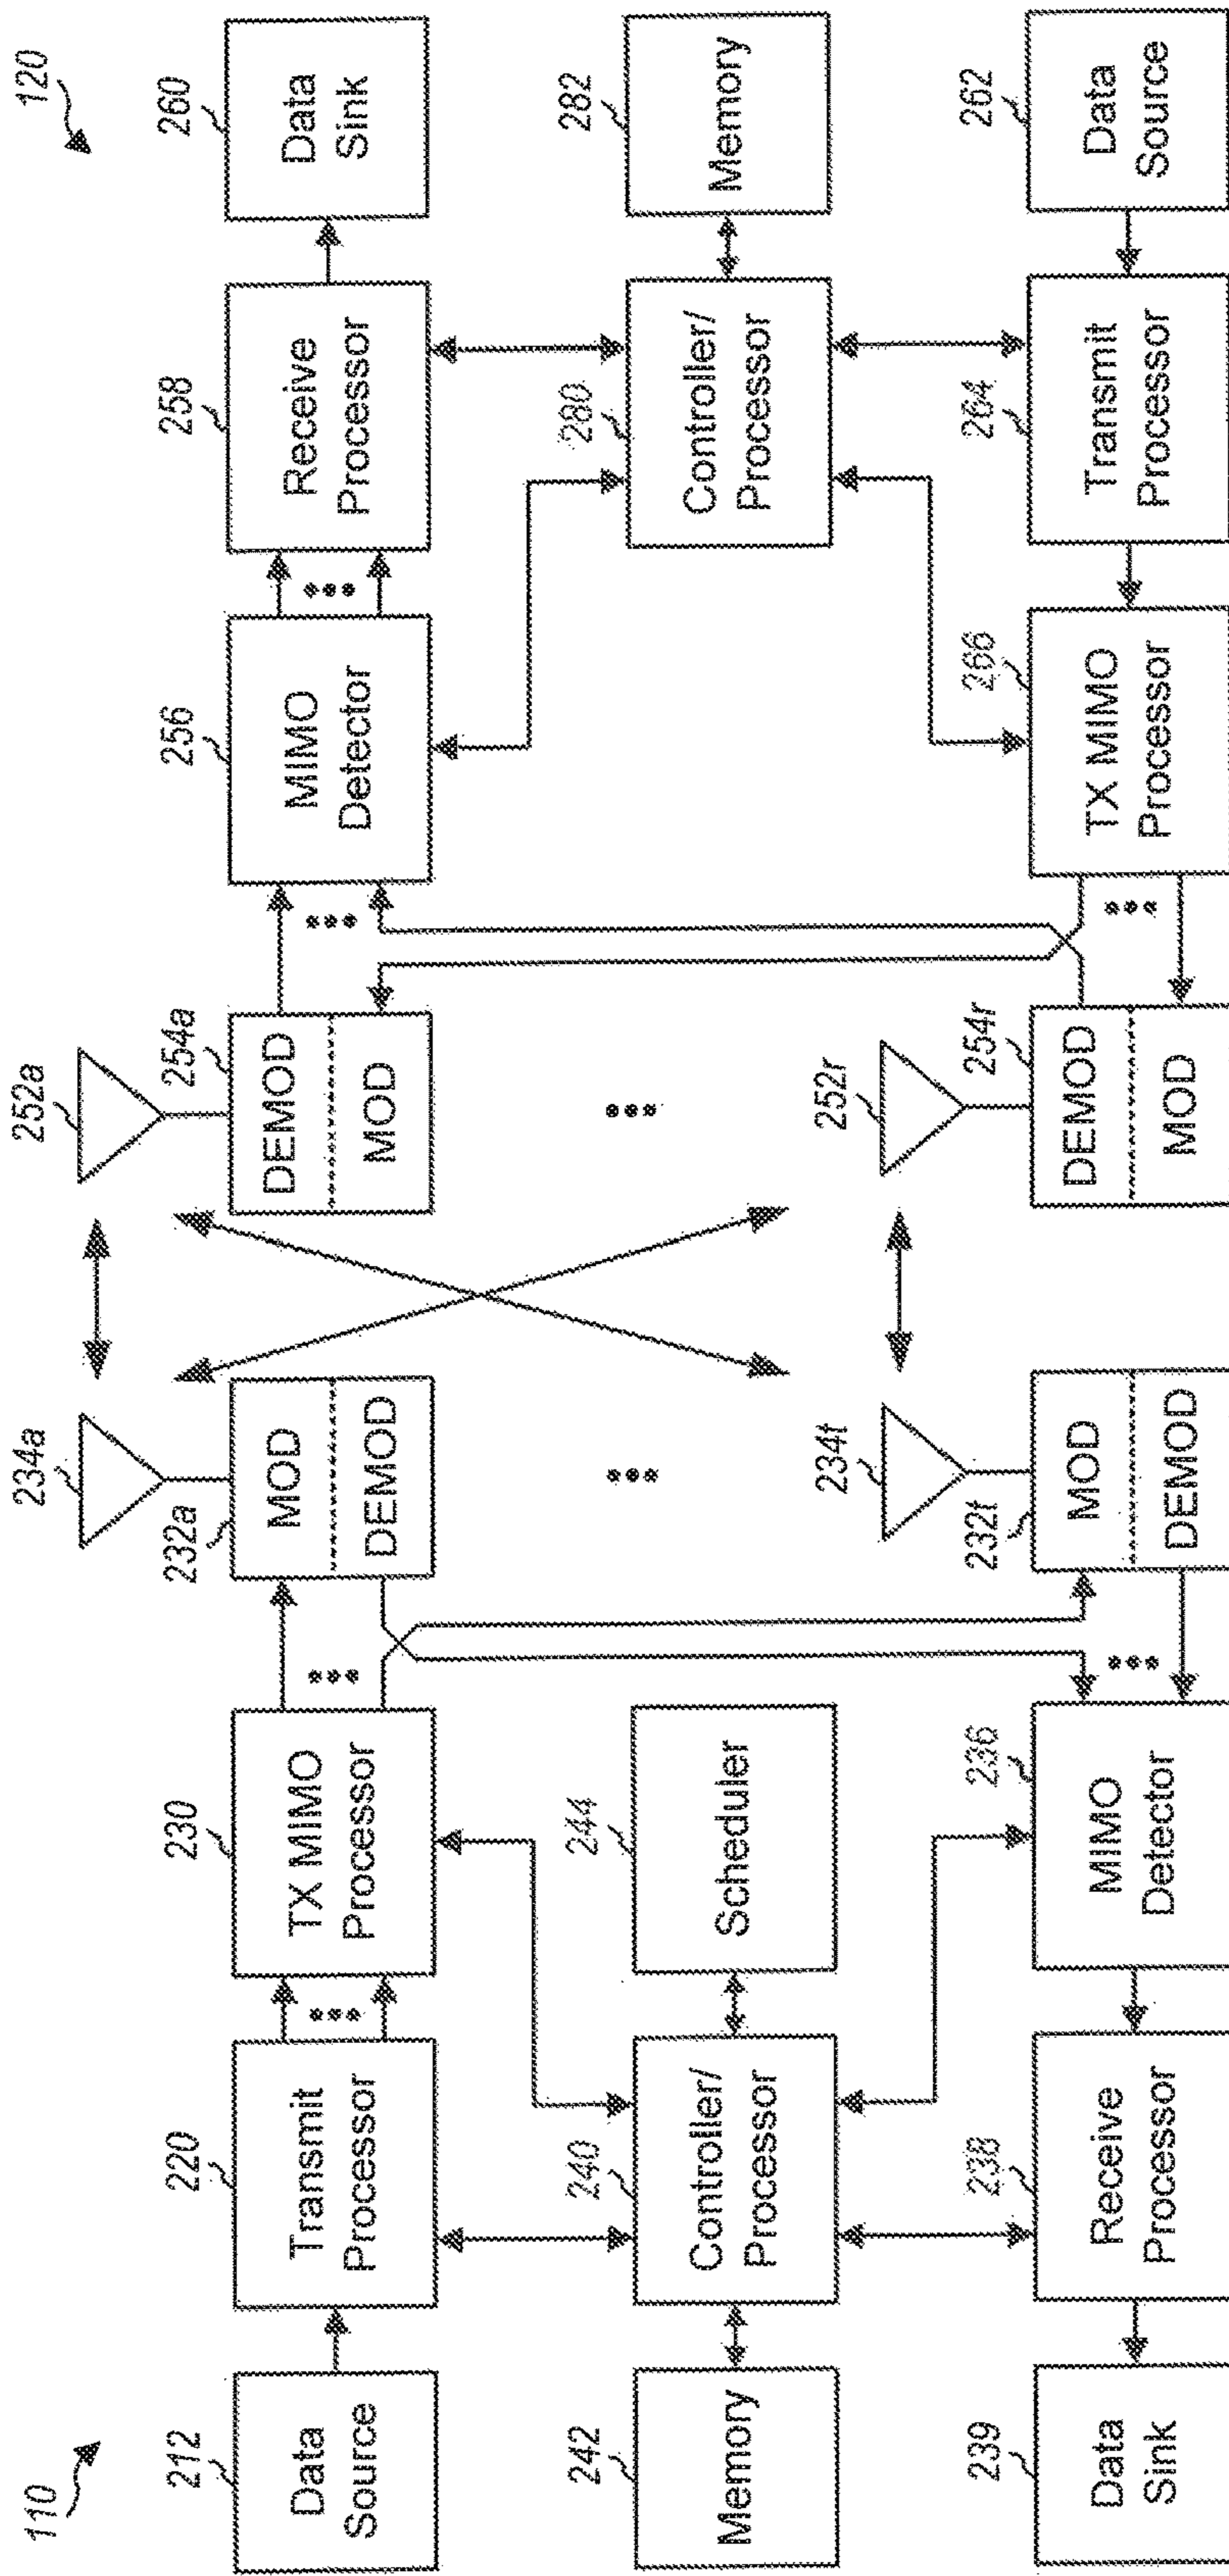 110
120
234a
252a
212
220
230
232a
254a
256
258
260
Data
Source
Transmit
Processor
TX MIMO
Processor
MOD
DEMOD
DEMOD
MOD
MIMO
Detector
Receive
Processor
Data
Sink
242
240
244
280
282
Memory
Controller/
Processor
Scheduler
Controller/
Processor
Memory
234t
252r
239
238
236
232t
254r
266
264
262
Data
Sink
Receive
Processor
MIMO
Detector
MOD
DEMOD
DEMOD
MOD
TX MIMO
Processor
Transmit
Processor
Data
Source